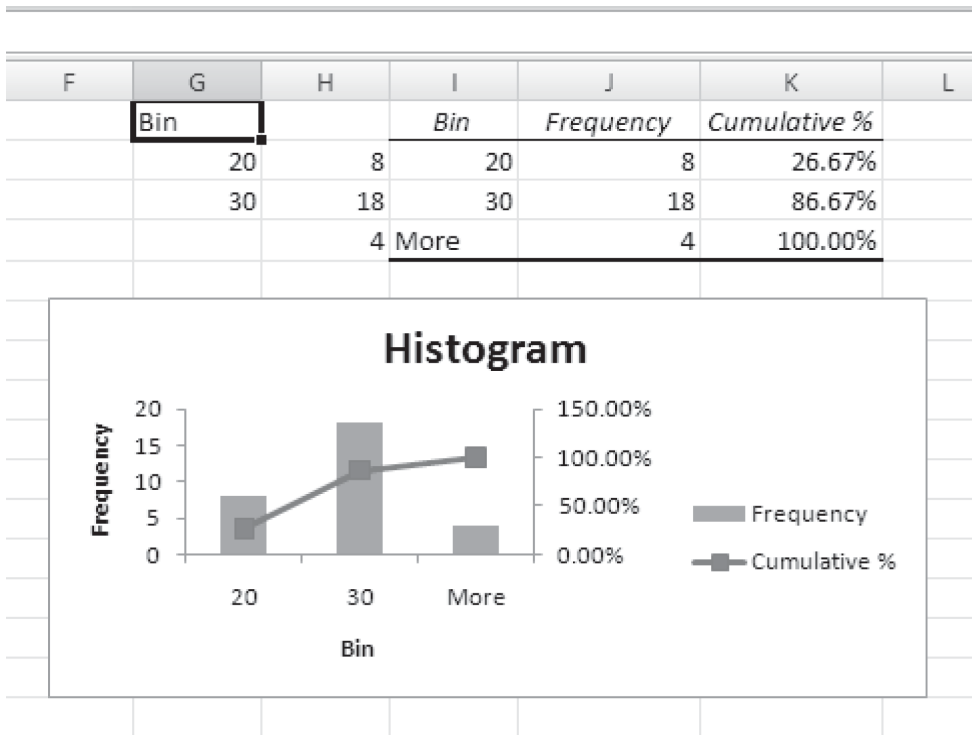 F G H I J K L
Bin Bin Frequency Cumulative %
20 8 20 8 26.67%
30 18 30 18 86.67%
4 More 4 100.00%
Histogram
20 150.00%
15 100.00%
10 50.00%
5 0.00%
0
Frequency
20 30 More
Bin
Frequency
Cumulative %